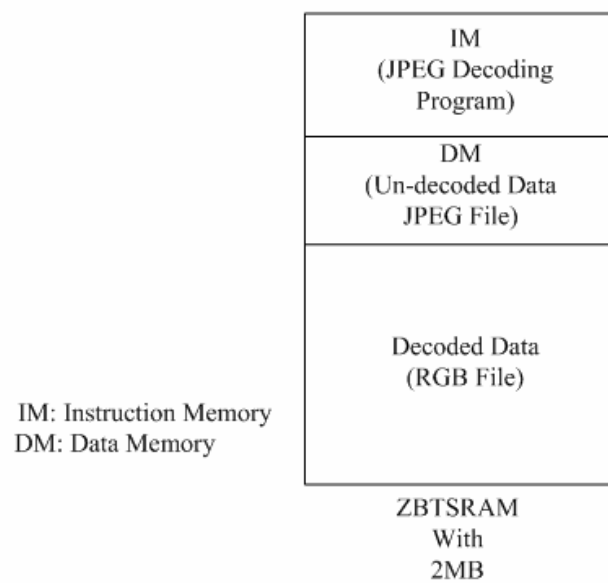 IM
(JPEG Decoding
Program)
DM
(Un-decoded Data
JPEG File)
Decoded Data
(RGB File)
IM: Instruction Memory
DM: Data Memory
ZBTSRAM
With
2MB